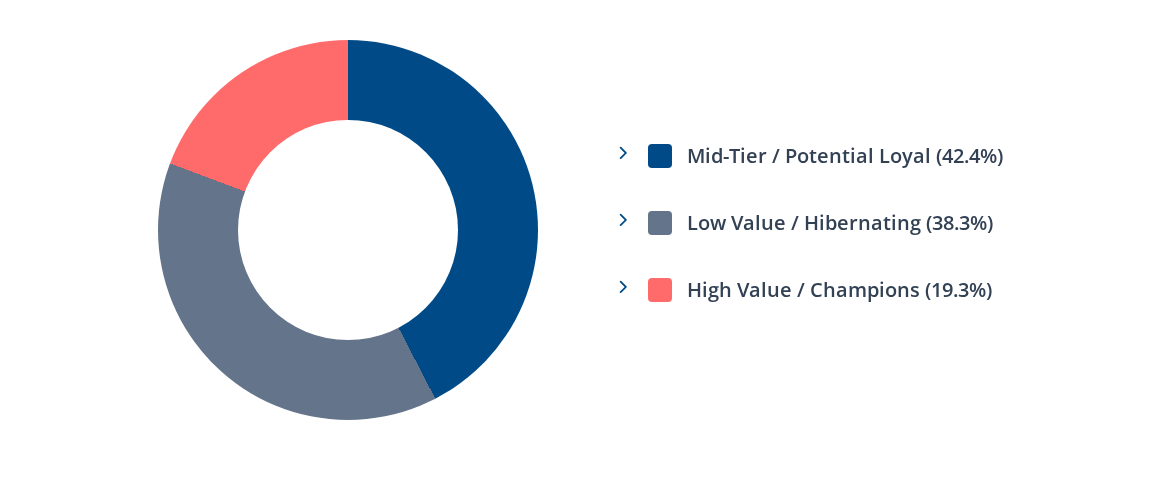 Mid-Tier / Potential Loyal (42.4%)
Low Value / Hibernating (38.3%)
High Value / Champions (19.3%)